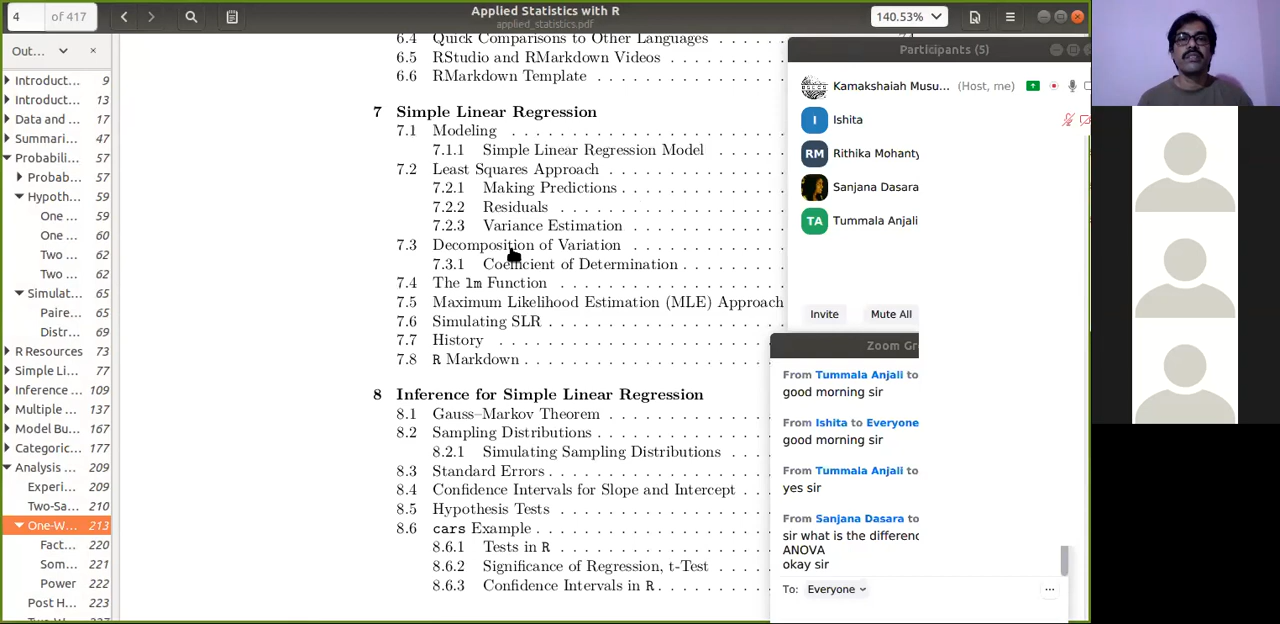 4 of 417
Applied Statistics with R
applied_statistics.pdf
140.53%
Out...
Introduct... 9
Introduct... 13
Data and ... 17
Summari... 47
Probabili... 57
Probab... 57
Hypoth... 59
One ... 59
One ... 60
Two ... 62
Two ... 62
Simulat... 65
Paire... 65
Distr... 69
R Resources 73
Simple Li... 77
Inference ... 109
Multiple ... 137
Model Bu... 167
Categoric... 177
Analysis ... 209
Experi... 209
Two-Sa... 210
One-W... 213
Fact... 220
Som... 221
Power 222
Post H... 223
6.4 Quick Comparisons to Other Languages
6.5 RStudio and RMarkdown Videos
6.6 RMarkdown Template
7 Simple Linear Regression
7.1 Modeling
7.1.1 Simple Linear Regression Model
7.2 Least Squares Approach
7.2.1 Making Predictions
7.2.2 Residuals
7.2.3 Variance Estimation
7.3 Decomposition of Variation
7.3.1 Coefficient of Determination
7.4 The lm Function
7.5 Maximum Likelihood Estimation (MLE) Approach
7.6 Simulating SLR
7.7 History
7.8 R Markdown
8 Inference for Simple Linear Regression
8.1 Gauss–Markov Theorem
8.2 Sampling Distributions
8.2.1 Simulating Sampling Distributions
8.3 Standard Errors
8.4 Confidence Intervals for Slope and Intercept
8.5 Hypothesis Tests
8.6 cars Example
8.6.1 Tests in R
8.6.2 Significance of Regression, t-Test
8.6.3 Confidence Intervals in R
Participants (5)
Kamakshaiah Musu... (Host, me)
I Ishita
RM Rithika Mohanty
Sanjana Dasara
TA Tummala Anjali
Invite Mute All
Zoom Gr
From Tummala Anjali to
good morning sir
From Ishita to Everyone
good morning sir
From Tummala Anjali to
yes sir
From Sanjana Dasara to
sir what is the differenc
ANOVA
okay sir
To: Everyone
...